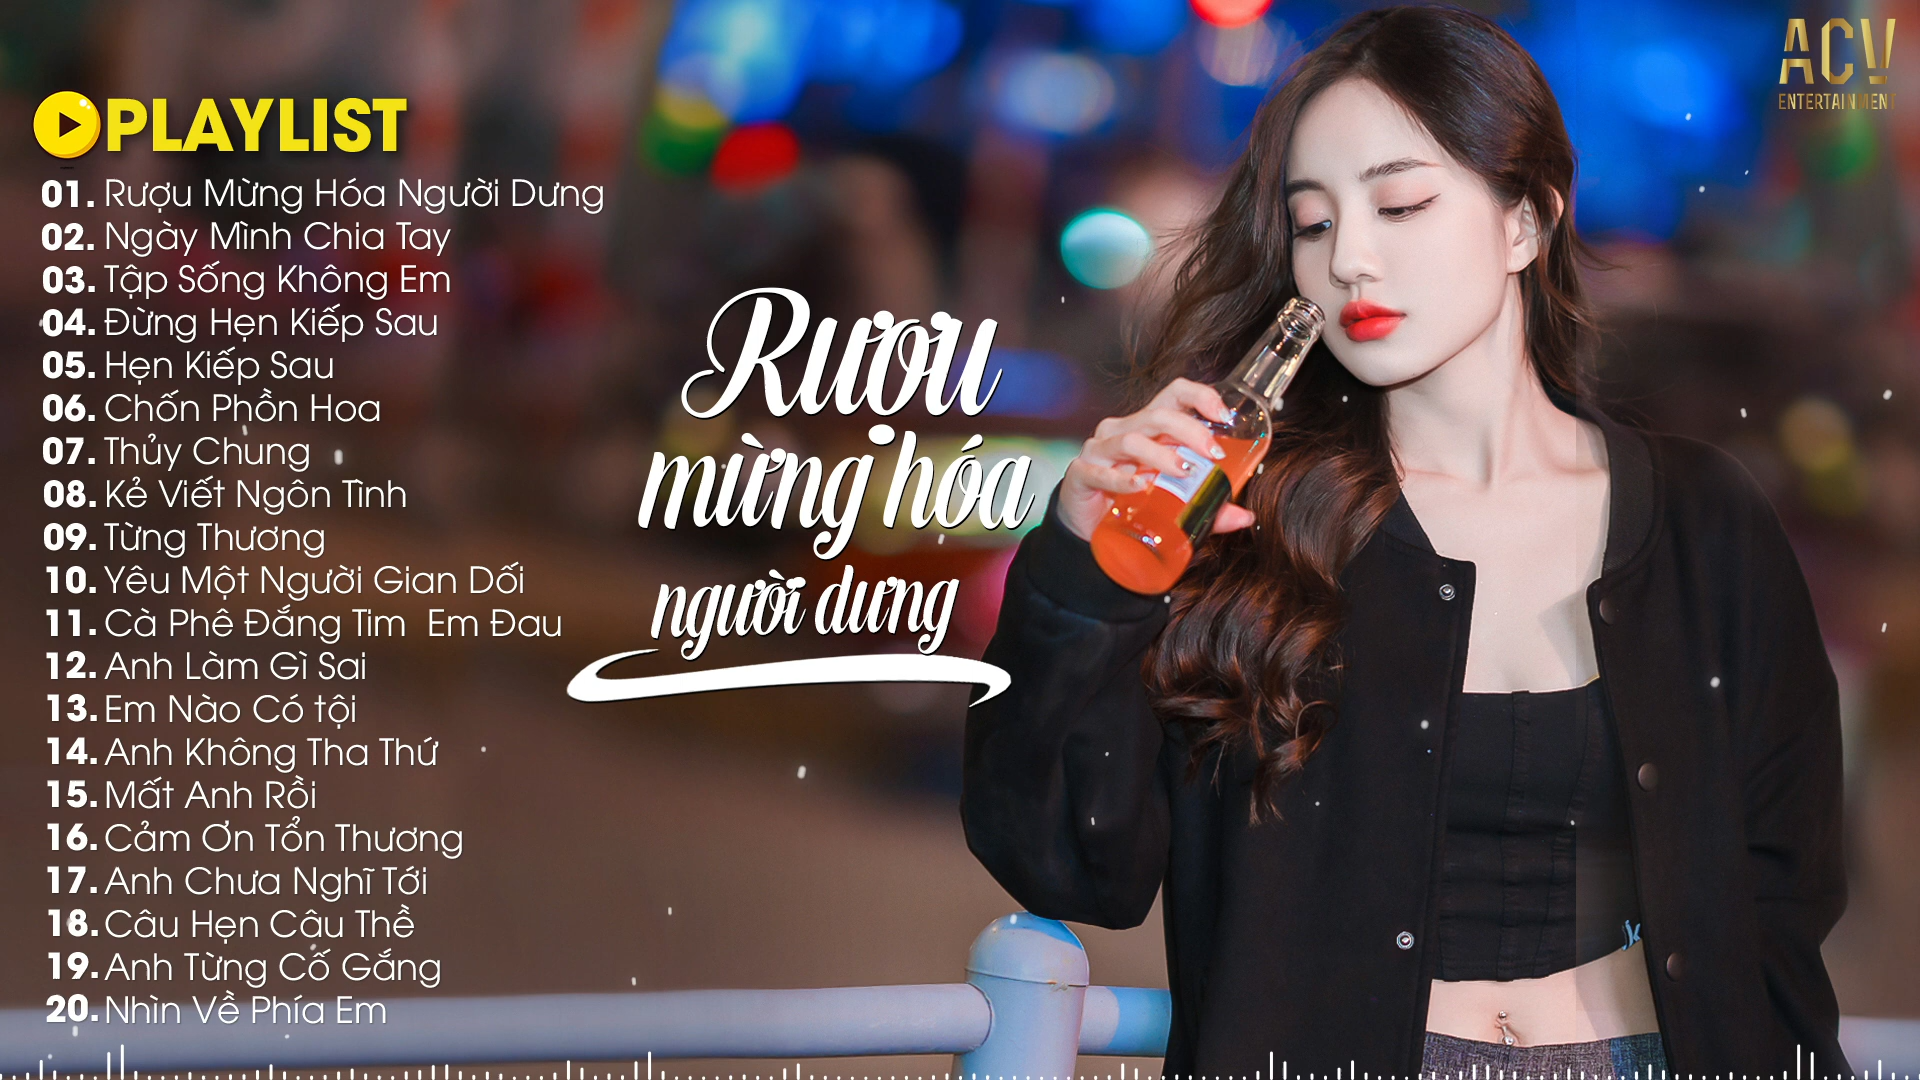 PLAYLIST
01. Rượu Mừng Hóa Người Dưng
02. Ngày Mình Chia Tay
03. Tập Sống Không Em
04. Đừng Hẹn Kiếp Sau
05. Hẹn Kiếp Sau
06. Chốn Phồn Hoa
07. Thủy Chung
08. Kẻ Viết Ngôn Tình
09. Từng Thương
10. Yêu Một Người Gian Dối
11. Cà Phê Đắng Tim Em Đau
12. Anh Làm Gì Sai
13. Em Nào Có tội
14. Anh Không Tha Thứ
15. Mất Anh Rồi
16. Cảm Ơn Tổn Thương
17. Anh Chưa Nghĩ Tới
18. Câu Hẹn Câu Thề
19. Anh Từng Cố Gắng
20. Nhìn Về Phía Em
Rượu
mừng hóa
người dưng
ACV
ENTERTAINMENT